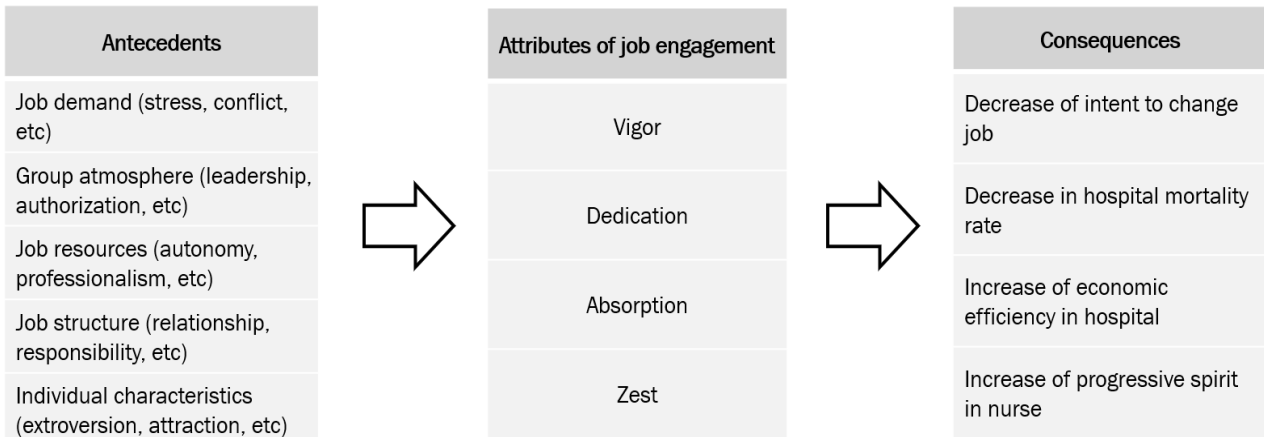 Antecedents
Job demand (stress, conflict,
etc)
Group atmosphere (leadership,
authorization, etc)
Job resources (autonomy,
professionalism, etc)
Job structure (relationship,
responsibility, etc)
Individual characteristics
(extroversion, attraction, etc)
Attributes of job engagement
Vigor
Dedication
Absorption
Zest
Consequences
Decrease of intent to change
job
Decrease in hospital mortality
rate
Increase of economic
efficiency in hospital
Increase of progressive spirit
in nurse